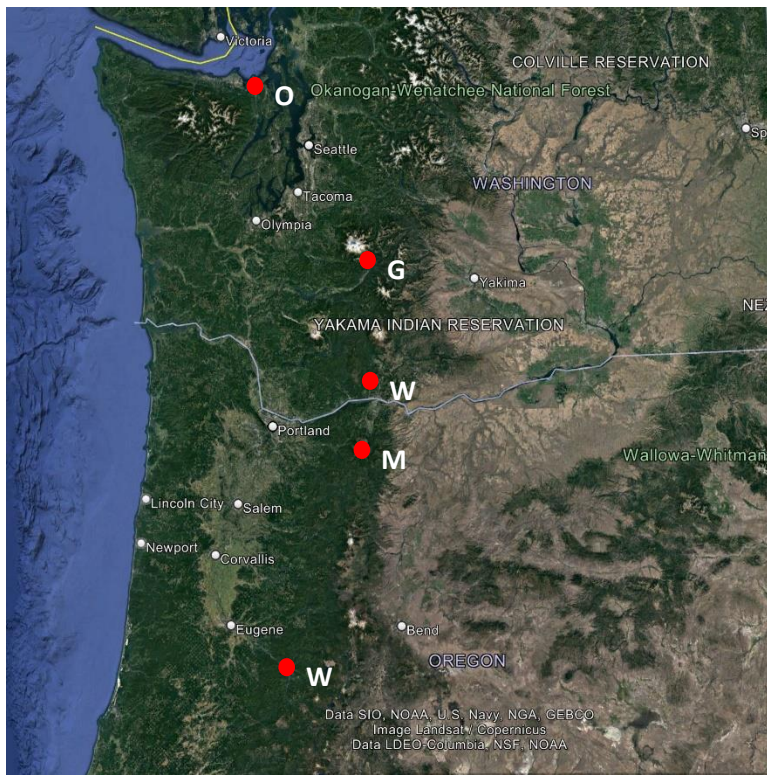 Victoria
COLVILLE RESERVATION
O
Okanogan-Wenatchee National Forest
Sp
Seattle
WASHINGTON
Tacoma
Olympia
G
Yakima
NEZ
YAKAMA INDIAN RESERVATION
W
Portland
M
Wallowa-Whitman
Lincoln City
Salem
Newport
Corvallis
Eugene
Bend
OREGON
W
Data SIO, NOAA, U.S. Navy, NGA, GEBCO
Image Landsat / Copernicus
Data LDEO-Columbia, NSF, NOAA